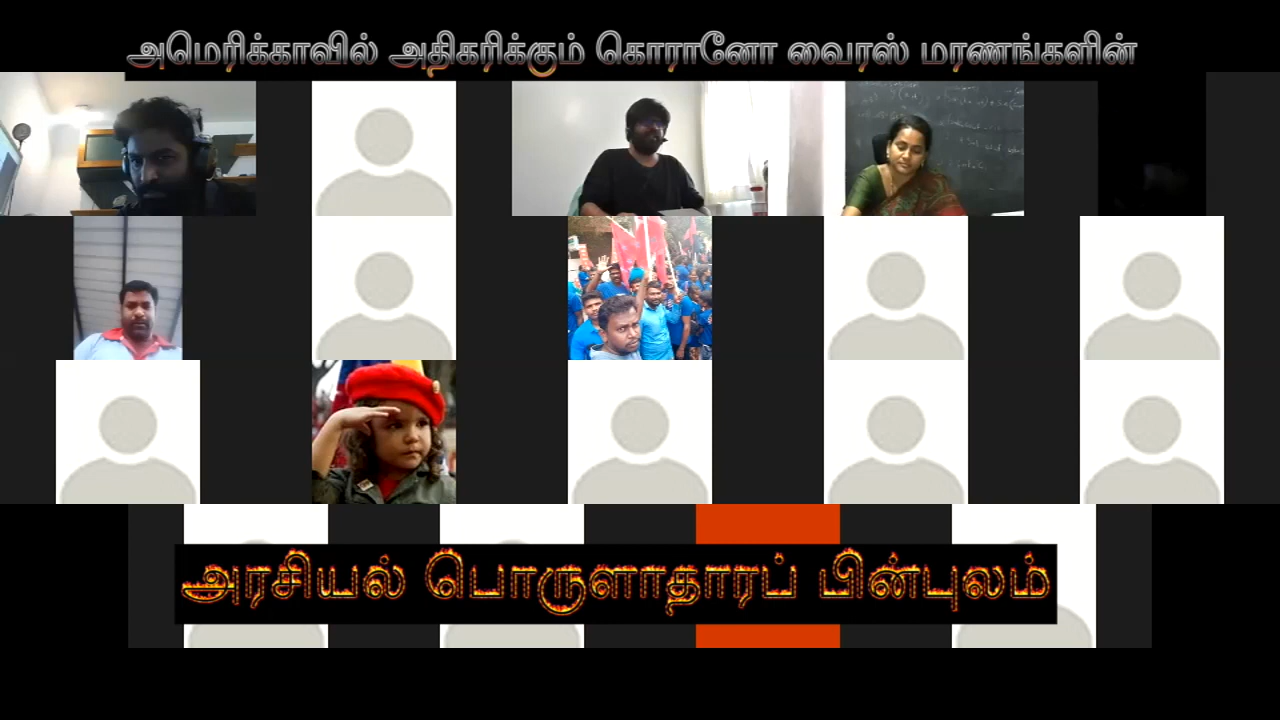 அமெரிக்காவில் அதிகரிக்கும் கொரானோ வைரஸ் மரணங்களின்
அரசியல் பொருளாதாரப் பின்புலம்